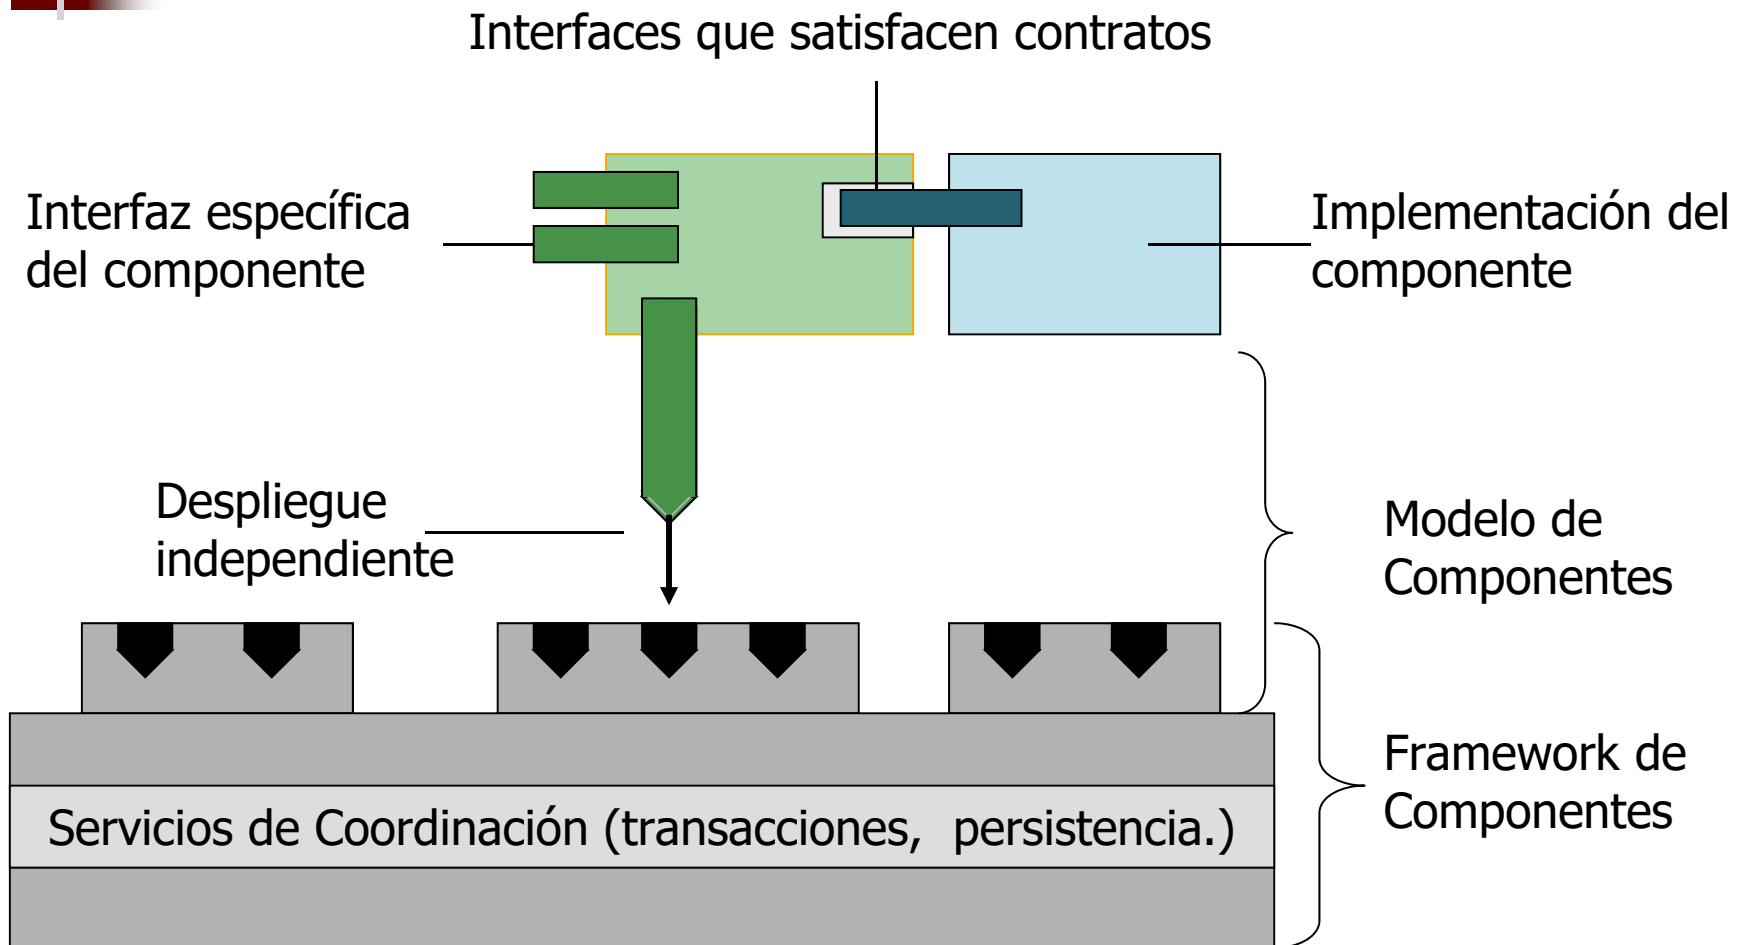 Interfaces que satisfacen contratos
Interfaz específica
del componente
Implementación del
componente
Despliegue
independiente
Modelo de
Componentes
Framework de
Componentes
Servicios de Coordinación (transacciones,  persistencia.)